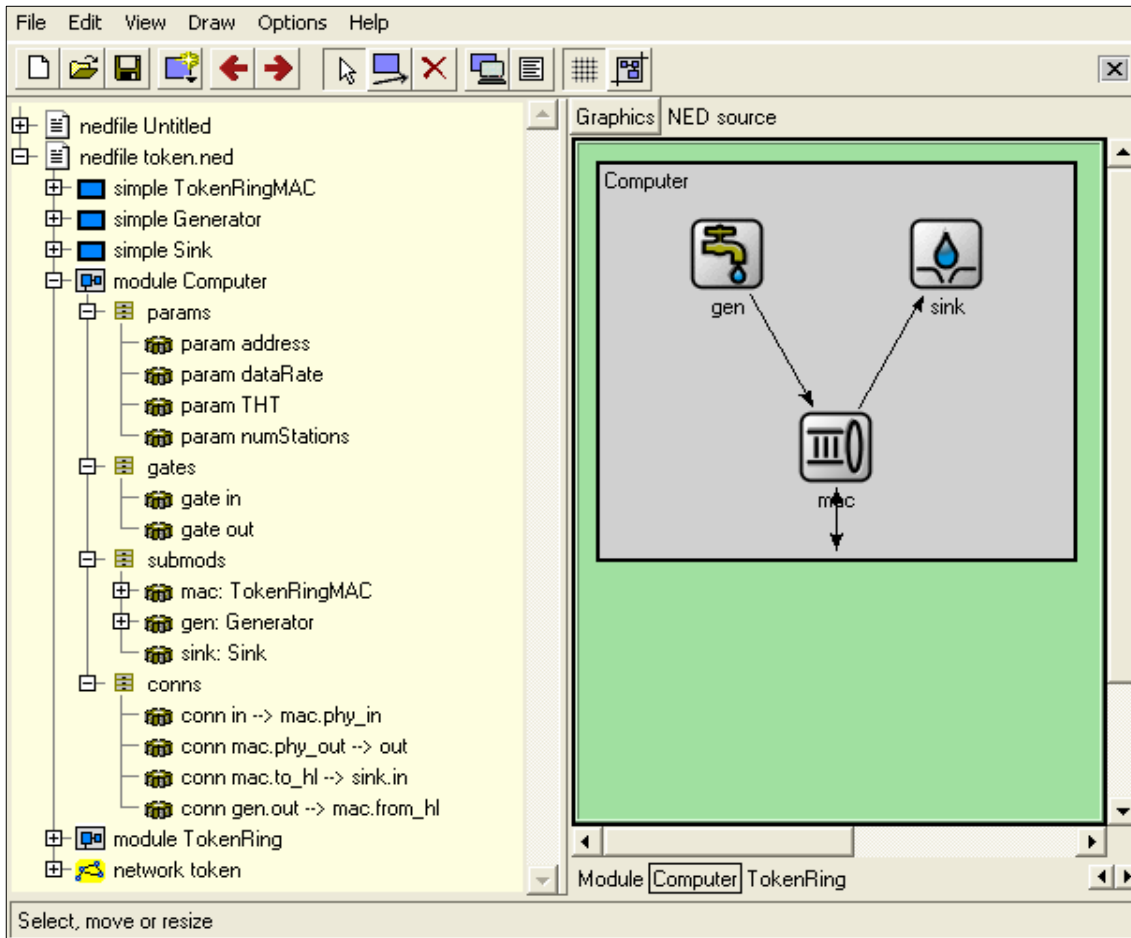 File Edit View Draw Options Help
nedfile Untitled
nedfile token.ned
simple TokenRingMAC
simple Generator
simple Sink
module Computer
params
param address
param dataRate
param THT
param numStations
gates
gate in
gate out
submods
mac: TokenRingMAC
gen: Generator
sink: Sink
conns
conn in --> mac.phy_in
conn mac.phy_out --> out
conn mac.to_hl --> sink.in
conn gen.out --> mac.from_hl
module TokenRing
network token
Graphics NED source
Computer
gen sink
mac
Module Computer TokenRing
Select, move or resize